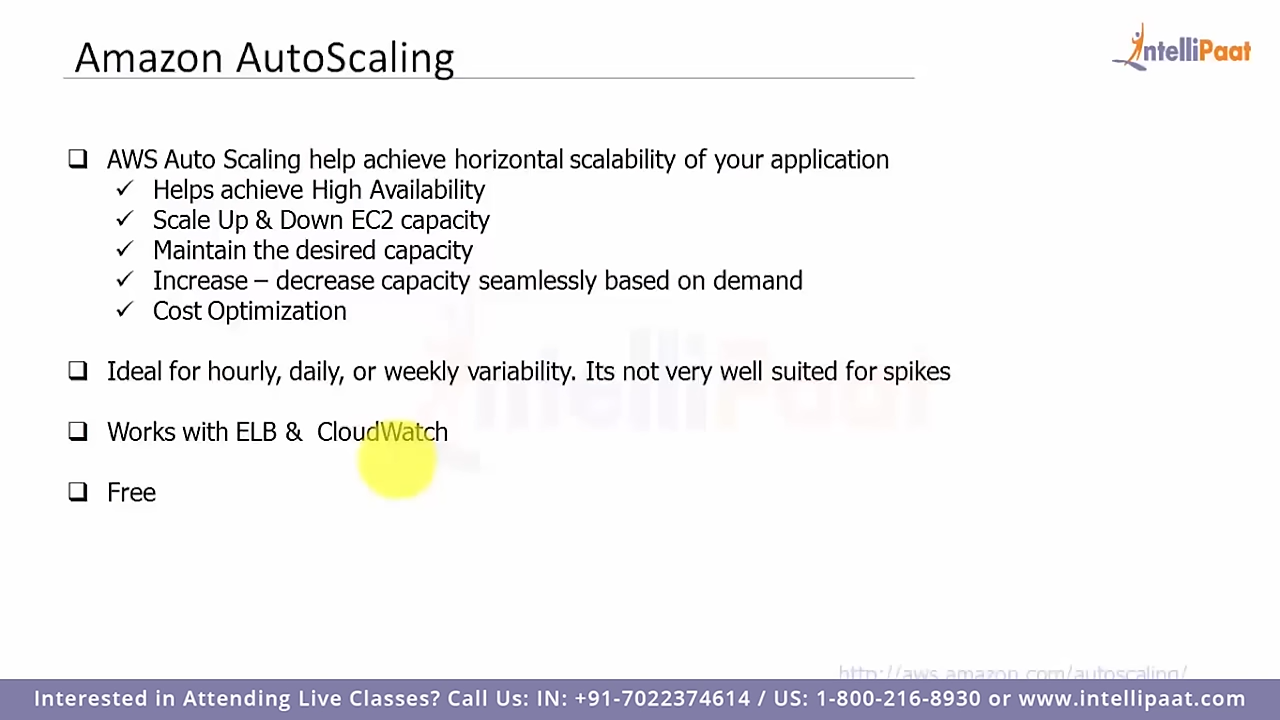 Amazon AutoScaling
IntelliPaat
AWS Auto Scaling help achieve horizontal scalability of your application
Helps achieve High Availability
Scale Up & Down EC2 capacity
Maintain the desired capacity
Increase – decrease capacity seamlessly based on demand
Cost Optimization
Ideal for hourly, daily, or weekly variability. Its not very well suited for spikes
Works with ELB & CloudWatch
Free
http://aws.amazon.com/autoscaling/
Interested in Attending Live Classes? Call Us: IN: +91-7022374614 / US: 1-800-216-8930 or www.intellipaat.com